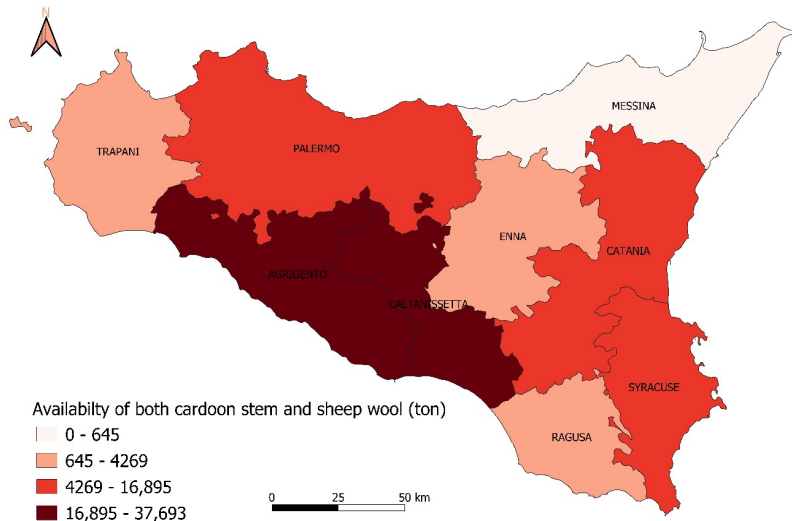 N
MESSINA
PALERMO
TRAPANI
ENNA
CATANIA
AGRIGENTO
CALTANISSETTA
SYRACUSE
RAGUSA
Availabilty of both cardoon stem and sheep wool (ton)
0 - 645
645 - 4269
4269 - 16,895
16,895 - 37,693
0 25 50 km